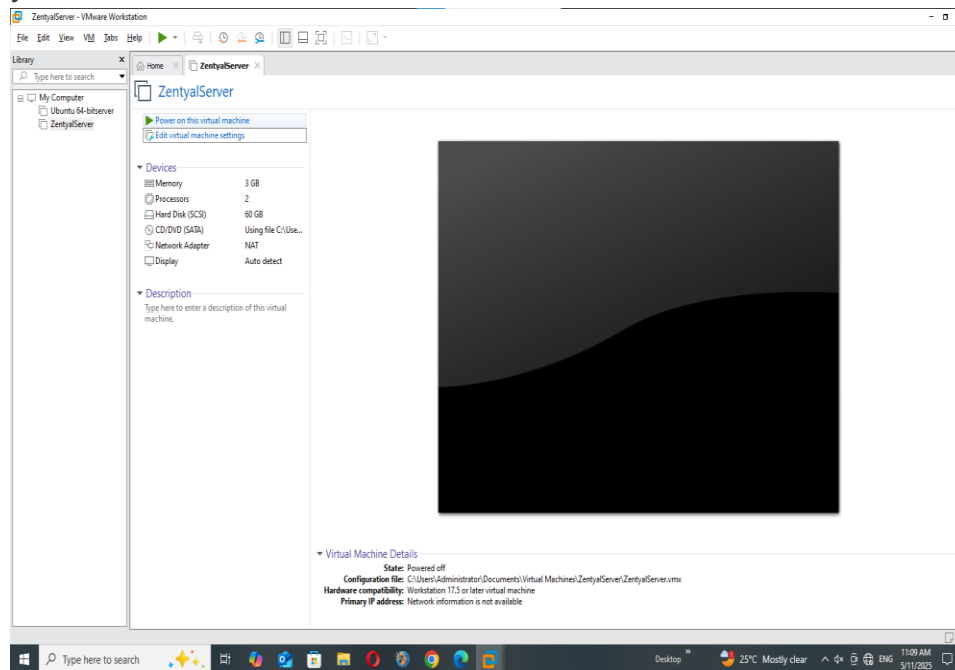 ZentyalServer - VMware Workstation
File Edit View VM Tabs Help
Library
Type here to search
My Computer
Ubuntu 64-bitserver
ZentyalServer
Home
ZentyalServer
ZentyalServer
Power on this virtual machine
Edit virtual machine settings
Devices
Memory 3 GB
Processors 2
Hard Disk (SCSI) 60 GB
CD/DVD (SATA) Using file C:\Use...
Network Adapter NAT
Display Auto detect
Description
Type here to enter a description of this virtual
machine.
Virtual Machine Details
State: Powered off
Configuration file: C:\Users\Administrator\Documents\Virtual Machines\ZentyalServer\ZentyalServer.vmx
Hardware compatibility: Workstation 17.5 or later virtual machine
Primary IP address: Network information is not available
Type here to search
Desktop
25°C Mostly clear
ENG
11:09 AM
5/11/2025